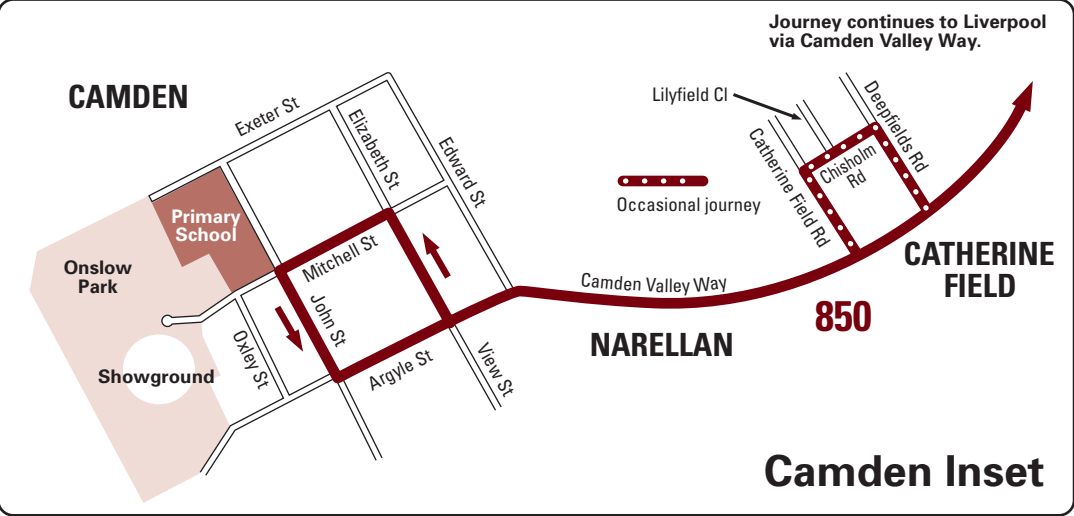 Journey continues to Liverpool
via Camden Valley Way.
CAMDEN
Exeter St
Lilyfield Cl
Deepfields Rd
Elizabeth St
Edward St
Catherine Field Rd
Chisholm
Rd
Primary
School
Occasional journey
Onslow
Park
Mitchell St
John St
Camden Valley Way
CATHERINE
FIELD
850
NARELLAN
Oxley St
Showground
Argyle St
View St
Camden Inset